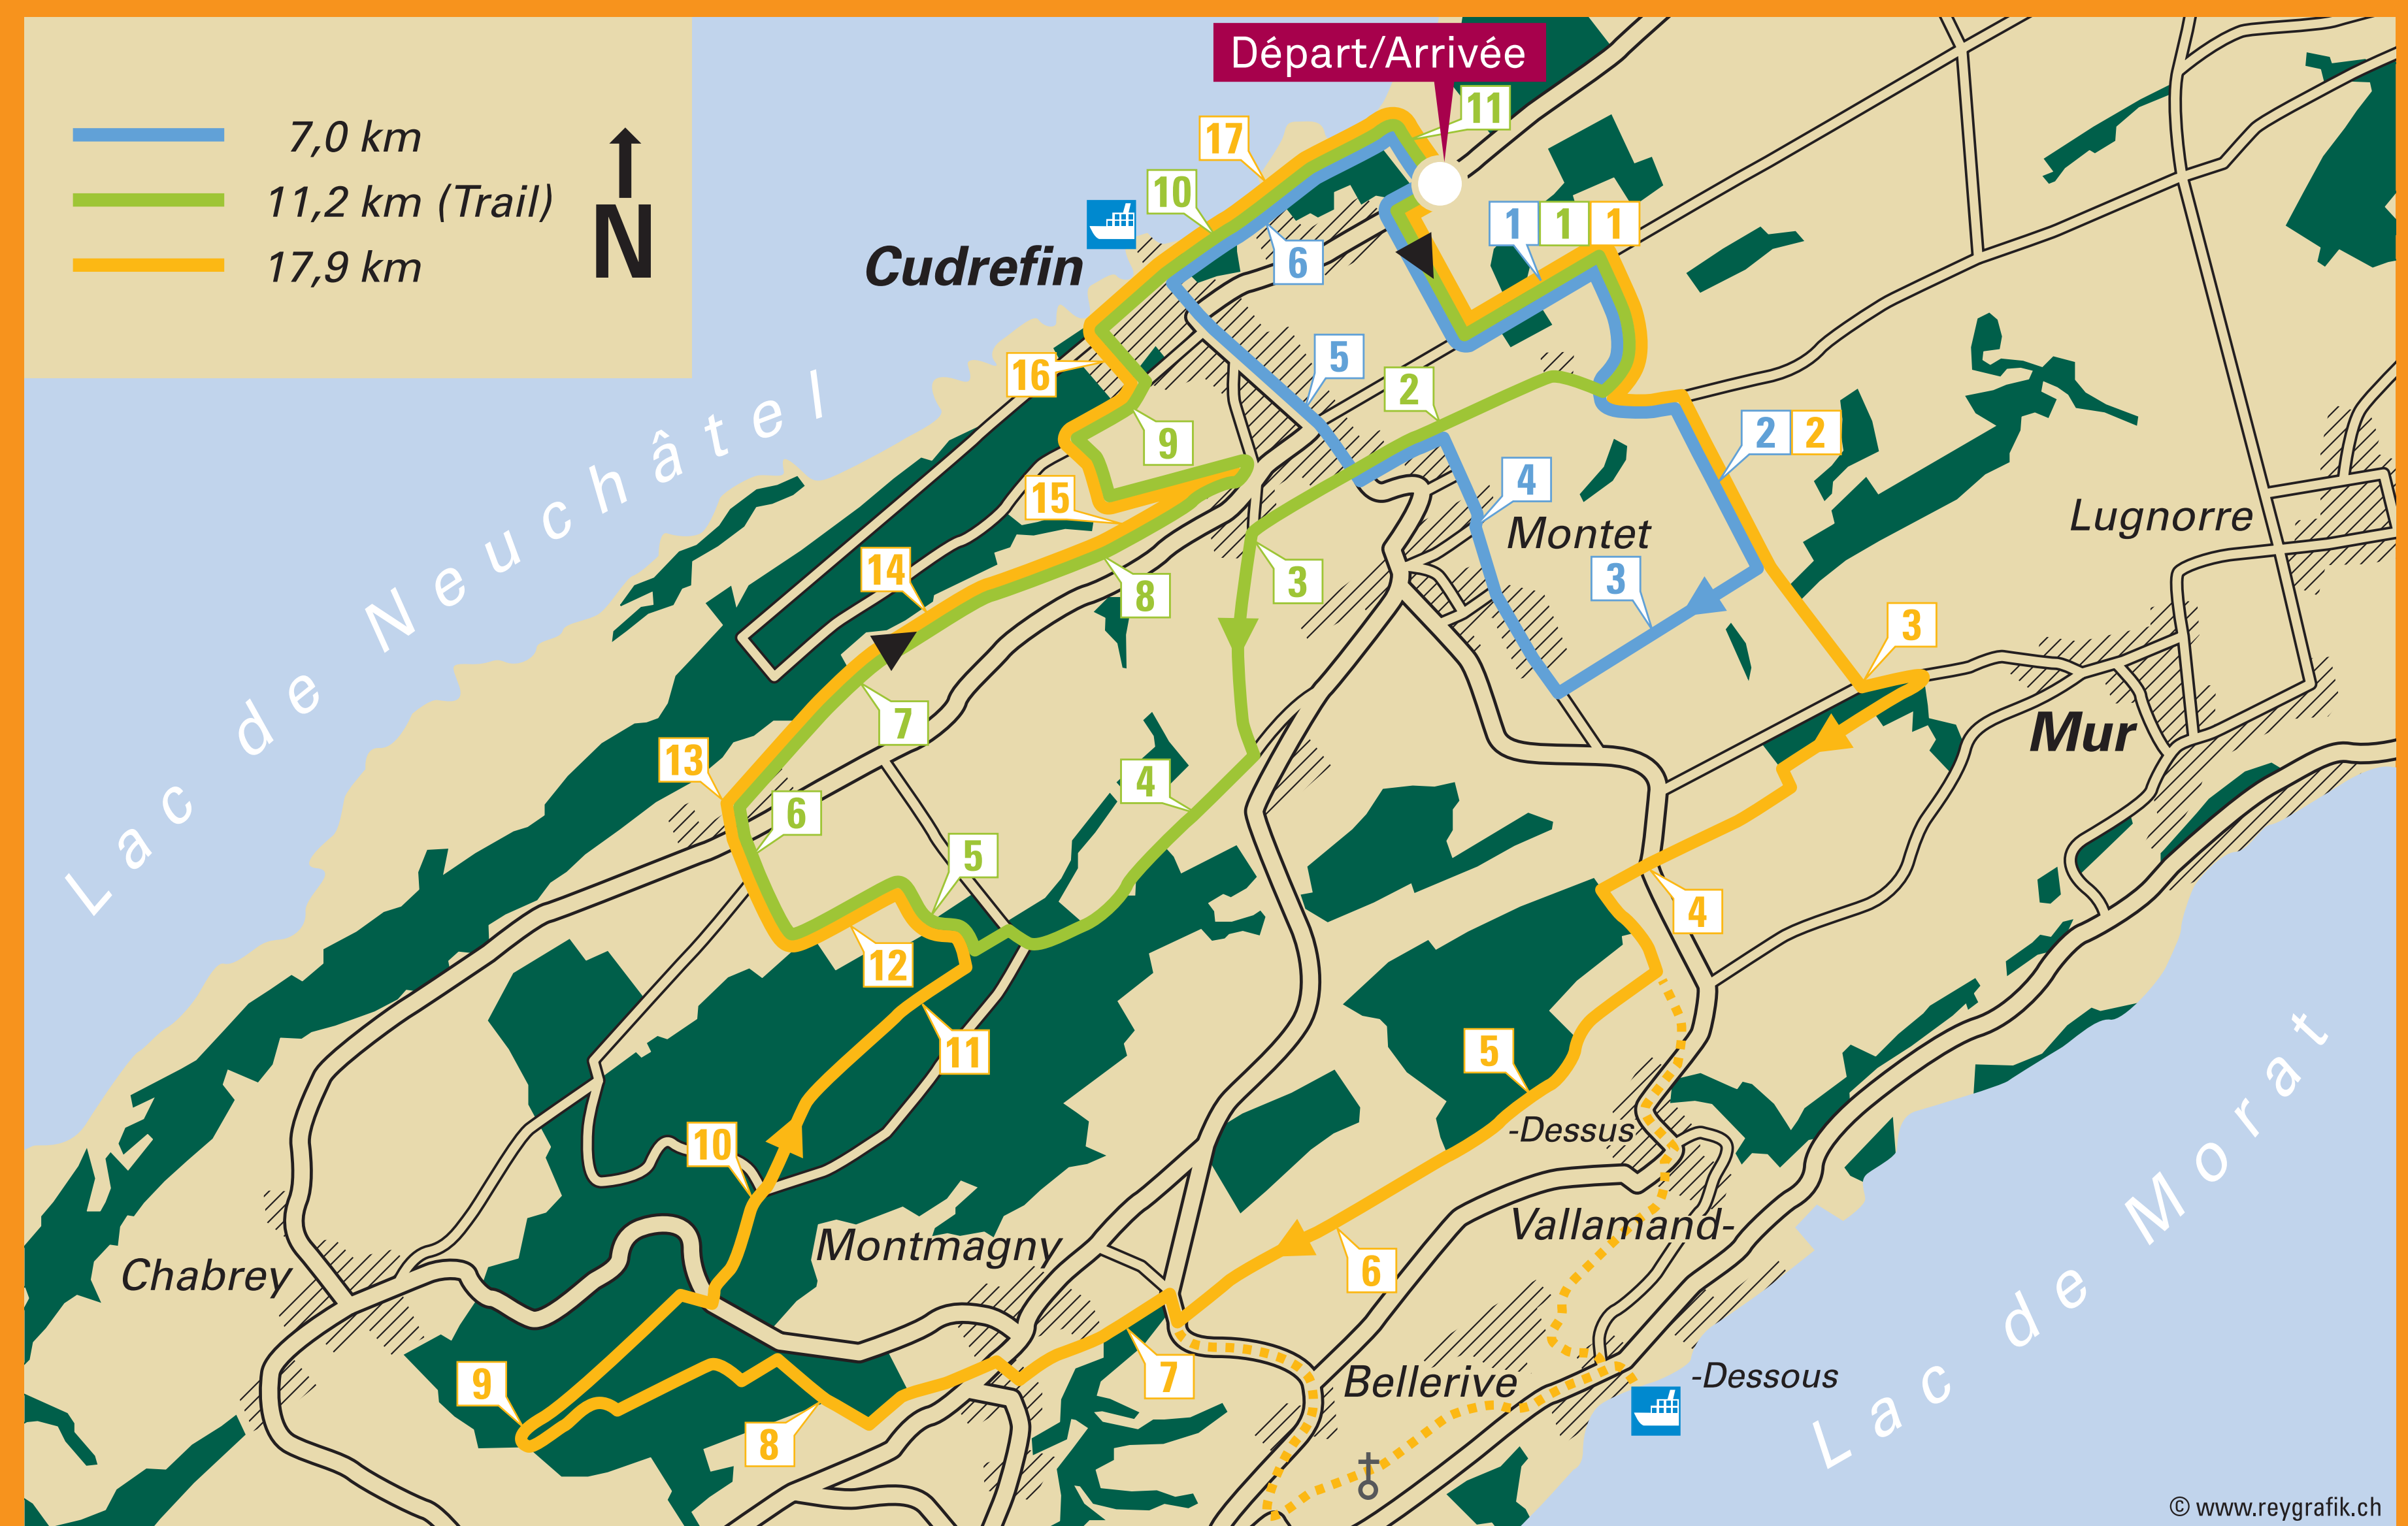 Départ/Arrivée
7,0 km
11,2 km (Trail)
17,9 km
N
Cudrefin
Lac de Neuchâtel
17
10
11
1 1 1
6
5
2
16
9
2 2
4
Montet
Lugnorre
15
14
8
3
3
3
Mur
7
13
4
6
5
4
12
11
5
10
-Dessus
Vallamand-
Montmagny
6
Chabrey
9
7
Bellerive
-Dessous
8
Lac de Morat
© www.reygrafik.ch